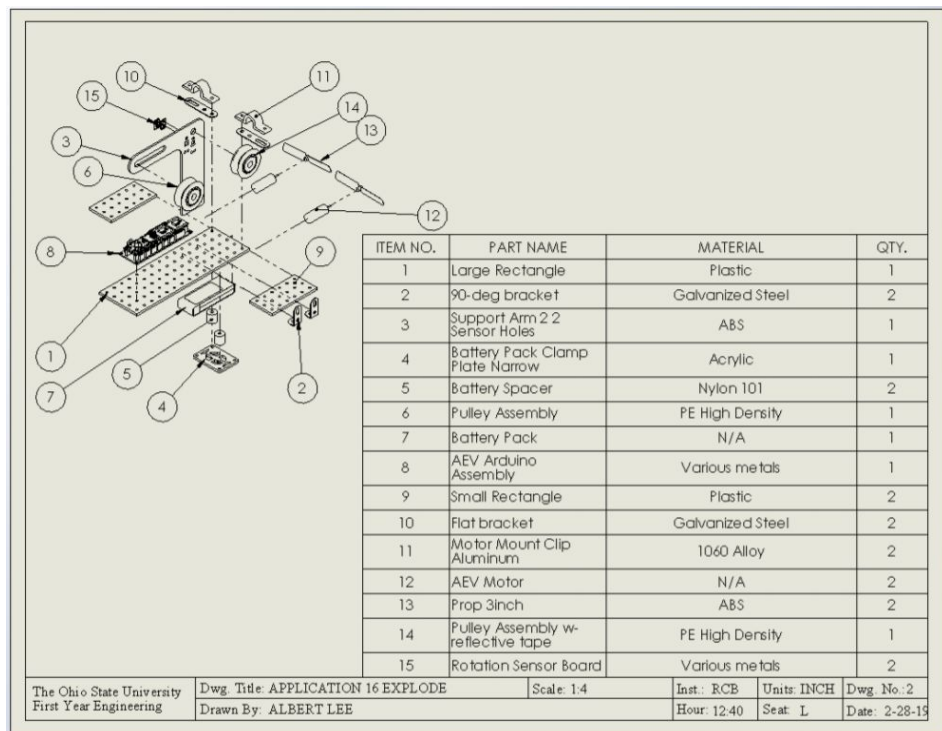 10
11
15
14
13
3
6
12
8
9
1
5
7
4
2
ITEM NO. PART NAME MATERIAL QTY.
1 Large Rectangle Plastic 1
2 90-deg bracket Galvanized Steel 2
3 Support Arm 2 2 Sensor Holes ABS 1
4 Battery Pack Clamp Plate Narrow Acrylic 1
5 Battery Spacer Nylon 101 2
6 Pulley Assembly PE High Density 1
7 Battery Pack N/A 1
8 AEV Arduino Assembly Various metals 1
9 Small Rectangle Plastic 2
10 Flat bracket Galvanized Steel 2
11 Motor Mount Clip Aluminum 1060 Alloy 2
12 AEV Motor N/A 2
13 Prop 3inch ABS 2
14 Pulley Assembly w- reflective tape PE High Density 1
15 Rotation Sensor Board Various metals 2
The Ohio State University
First Year Engineering
Dwg. Title: APPLICATION 16 EXPLODE Scale: 1:4 Inst.: RCB Units: INCH Dwg. No.:2
Drawn By: ALBERT LEE Hour: 12:40 Seat: L Date: 2-28-19